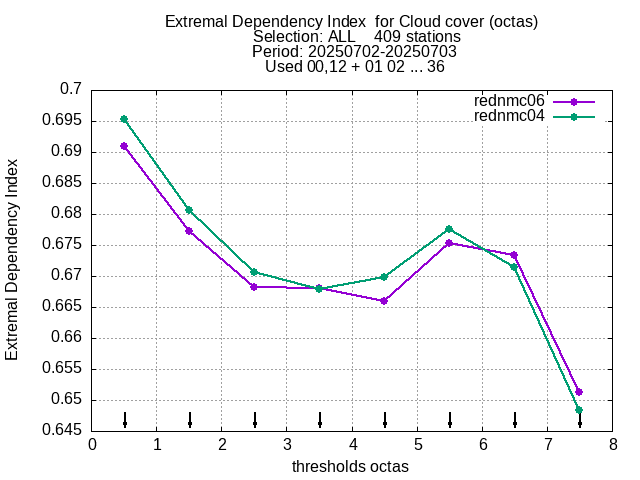 Extremal Dependency Index  for Cloud cover (octas)
Selection: ALL    409 stations
Period: 20250702-20250703
Used 00,12 + 01 02 ... 36
rednmc06
rednmc04
0.7
0.695
0.69
0.685
0.68
0.675
0.67
0.665
0.66
0.655
0.65
0.645
Extremal Dependency Index
0 1 2 3 4 5 6 7 8
thresholds octas